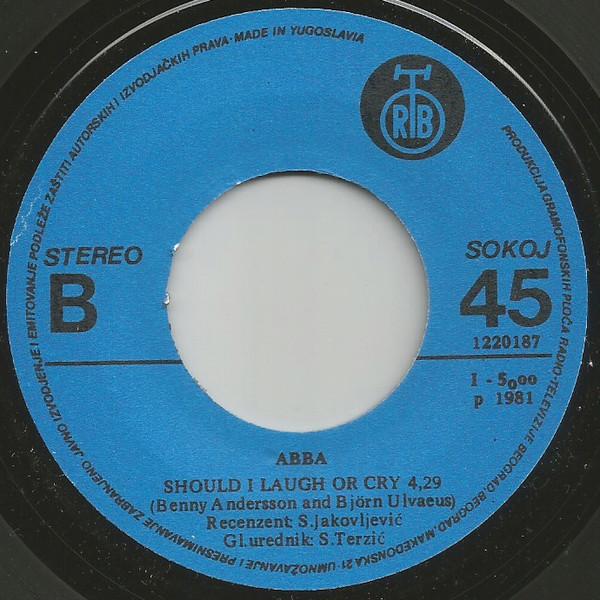 UMNOŽAVANJE I PRESNIMAVANJE ZABRANJENO. JAVNO IZVODJENJE I EMITOVANJE PODLEŽE ZAŠTITI AUTORSKIH I IZVODJAČKIH PRAVA·MADE IN YUGOSLAVIA
PRODUKCIJA GRAMOFONSKIH PLOČA RADIO-TELEVIZIJE BEOGRAD, BEOGRAD, MAKEDONSKA 21·
RTB
STEREO
B
SOKOJ
45
1220187
I - 5000
p 1981
ABBA
SHOULD I LAUGH OR CRY 4,29
(Benny Andersson and Björn Ulvaeus)
Recenzent: S.Jakovljević
Gl.urednik: S.Terzić